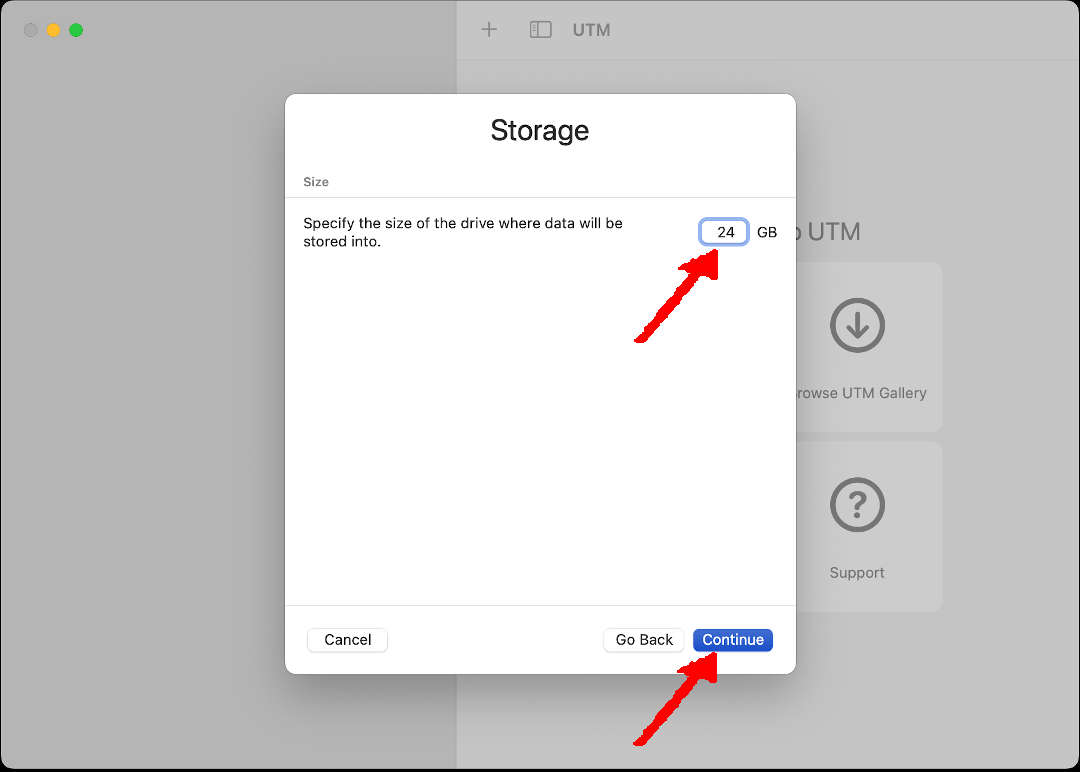 UTM
Storage
Size
Specify the size of the drive where data will be
stored into.
24 GB
UTM
rowse UTM Gallery
Support
Cancel
Go Back
Continue